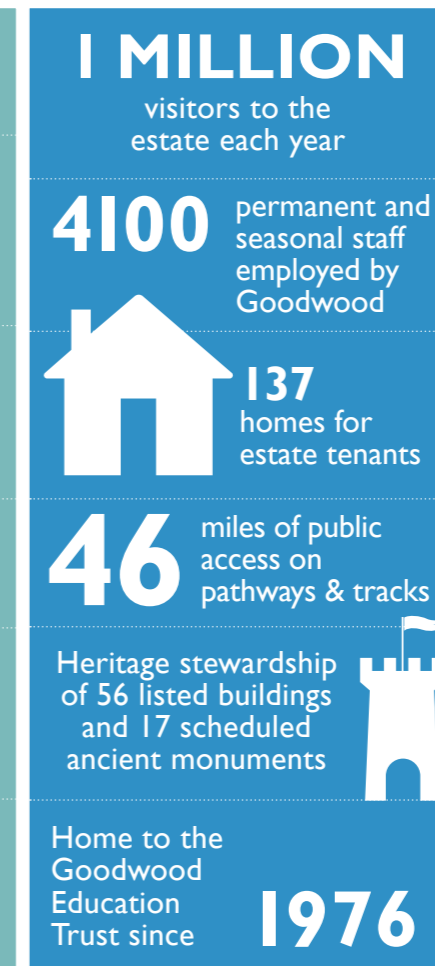 1 MILLION
visitors to the
estate each year
4100
permanent and
seasonal staff
employed by
Goodwood
137
homes for
estate tenants
46
miles of public
access on
pathways & tracks
Heritage stewardship
of 56 listed buildings
and 17 scheduled
ancient monuments
Home to the
Goodwood
Education
Trust since
1976